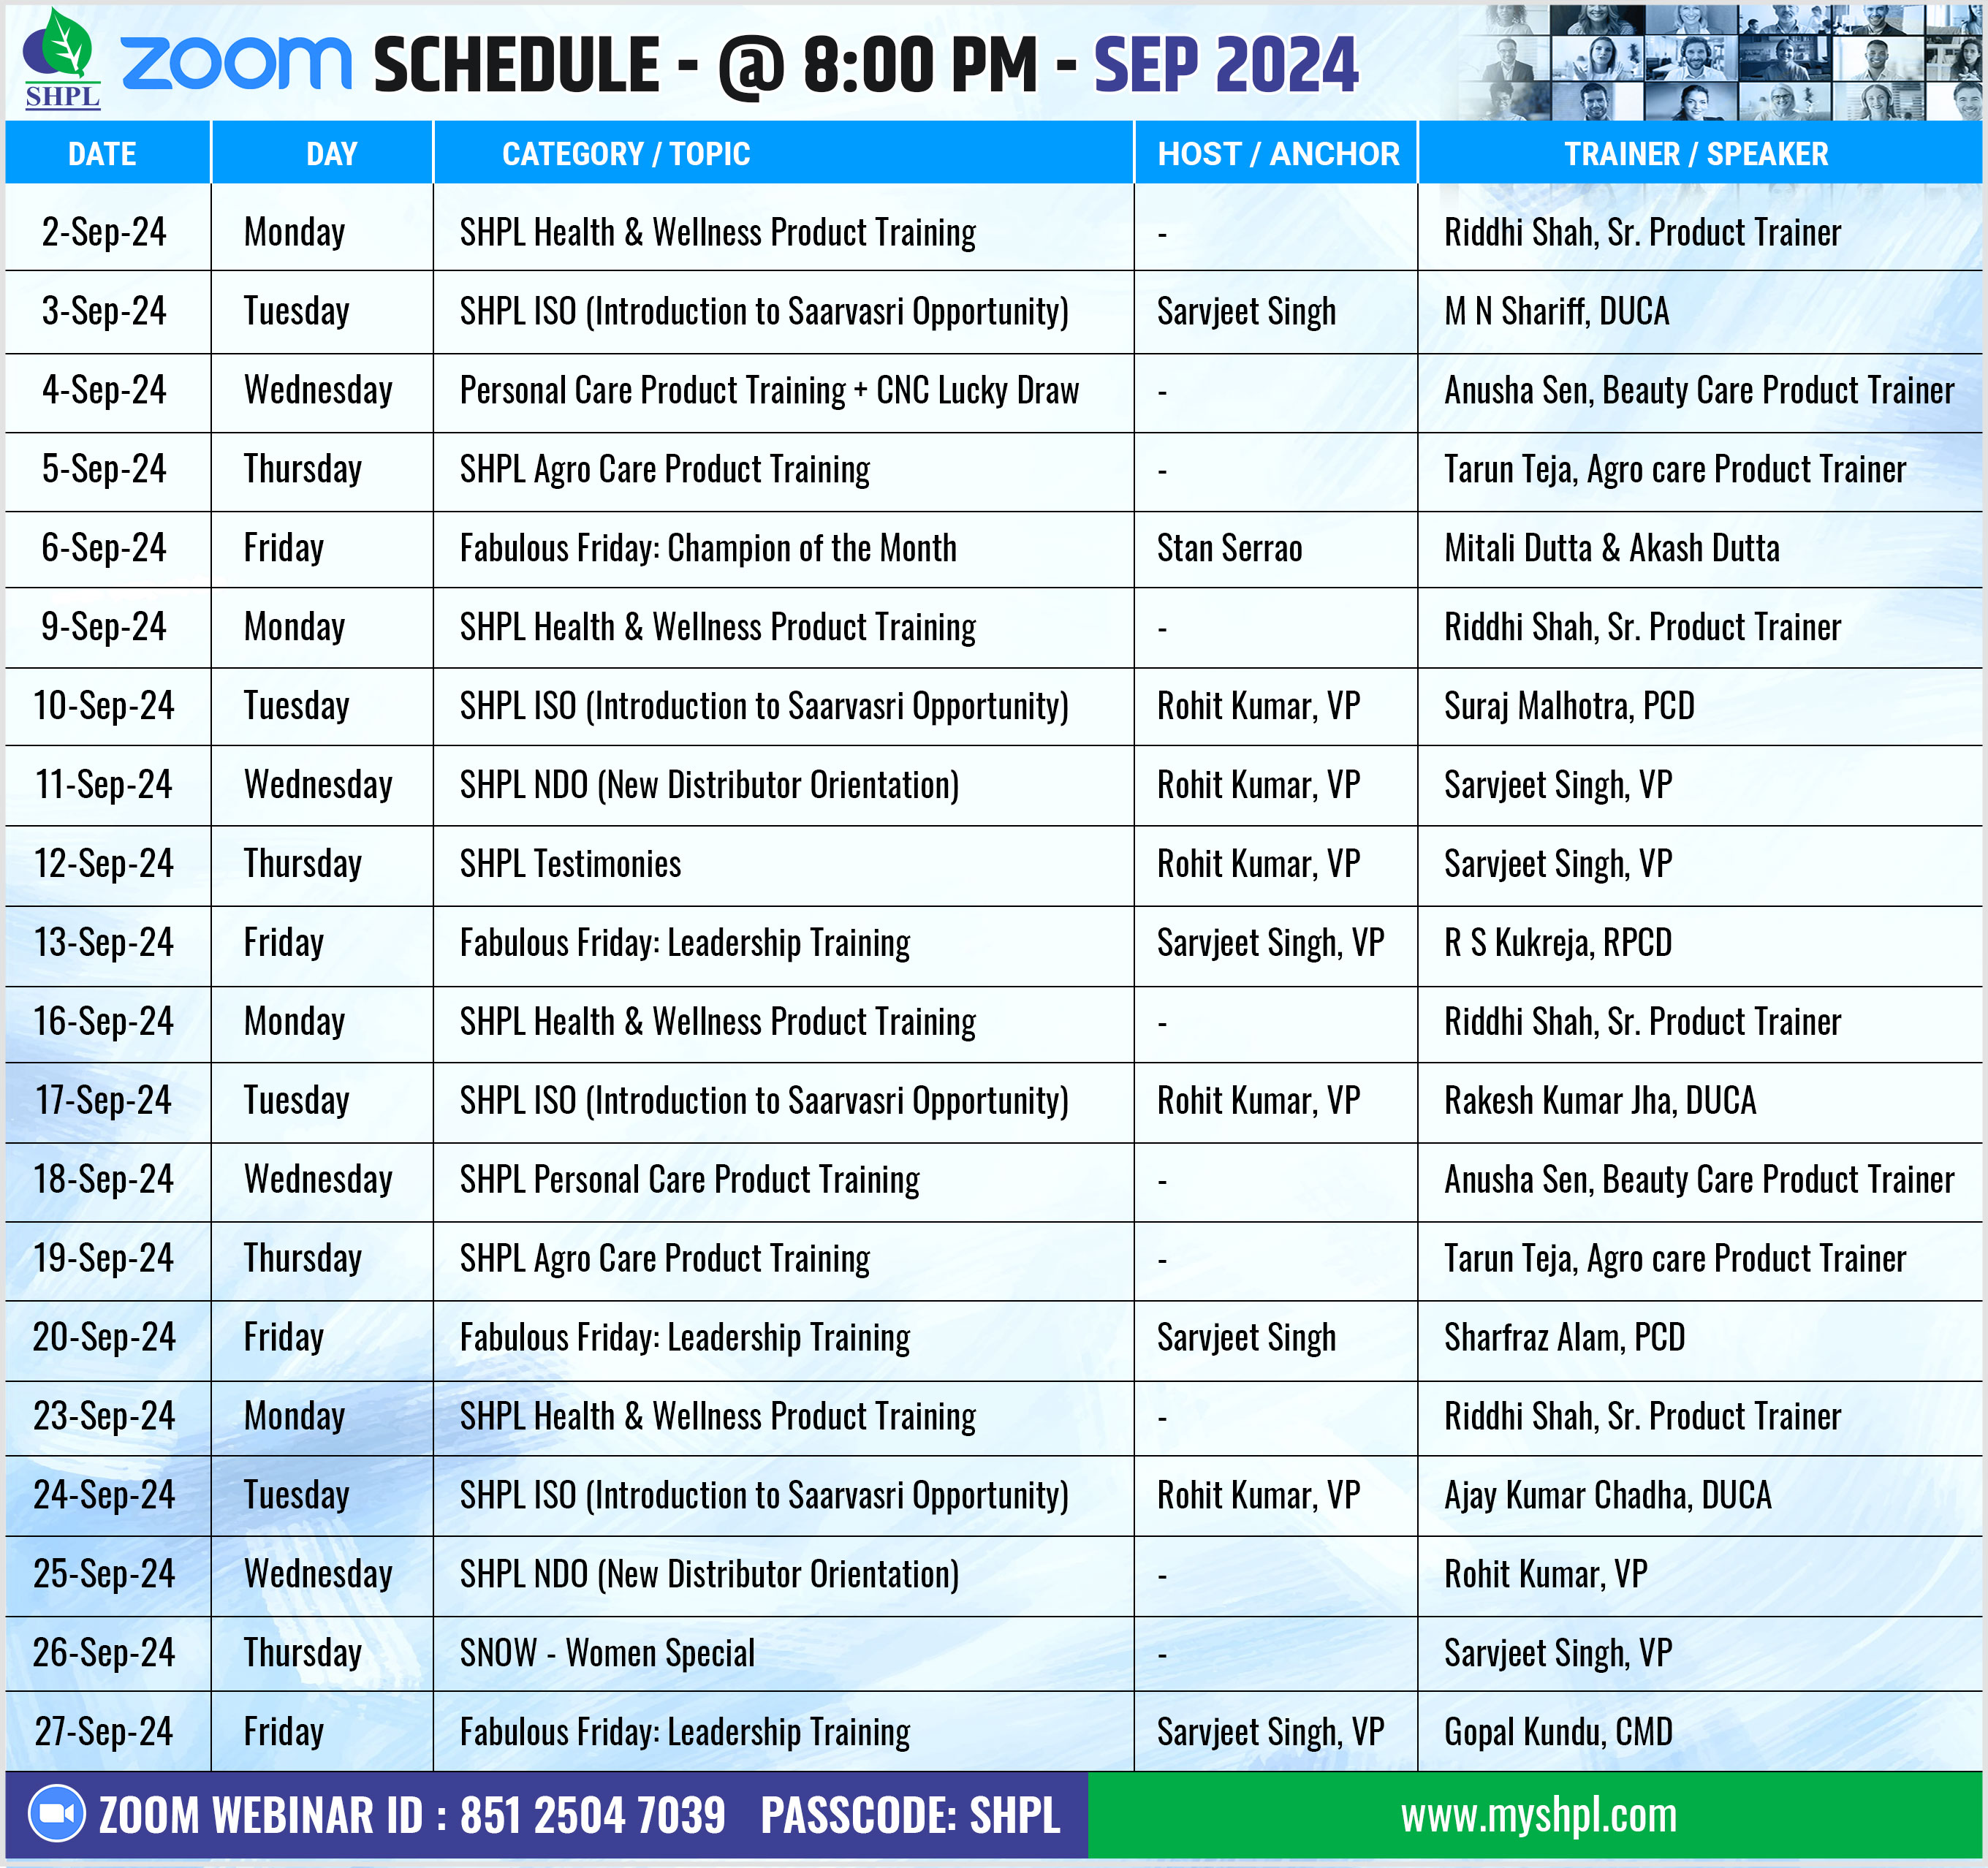 SHPL
zoom SCHEDULE - @ 8:00 PM - SEP 2024
DATE DAY CATEGORY / TOPIC HOST / ANCHOR TRAINER / SPEAKER
2-Sep-24 Monday SHPL Health & Wellness Product Training - Riddhi Shah, Sr. Product Trainer
3-Sep-24 Tuesday SHPL ISO (Introduction to Saarvasri Opportunity) Sarvjeet Singh M N Shariff, DUCA
4-Sep-24 Wednesday Personal Care Product Training + CNC Lucky Draw - Anusha Sen, Beauty Care Product Trainer
5-Sep-24 Thursday SHPL Agro Care Product Training - Tarun Teja, Agro care Product Trainer
6-Sep-24 Friday Fabulous Friday: Champion of the Month Stan Serrao Mitali Dutta & Akash Dutta
9-Sep-24 Monday SHPL Health & Wellness Product Training - Riddhi Shah, Sr. Product Trainer
10-Sep-24 Tuesday SHPL ISO (Introduction to Saarvasri Opportunity) Rohit Kumar, VP Suraj Malhotra, PCD
11-Sep-24 Wednesday SHPL NDO (New Distributor Orientation) Rohit Kumar, VP Sarvjeet Singh, VP
12-Sep-24 Thursday SHPL Testimonies Rohit Kumar, VP Sarvjeet Singh, VP
13-Sep-24 Friday Fabulous Friday: Leadership Training Sarvjeet Singh, VP R S Kukreja, RPCD
16-Sep-24 Monday SHPL Health & Wellness Product Training - Riddhi Shah, Sr. Product Trainer
17-Sep-24 Tuesday SHPL ISO (Introduction to Saarvasri Opportunity) Rohit Kumar, VP Rakesh Kumar Jha, DUCA
18-Sep-24 Wednesday SHPL Personal Care Product Training - Anusha Sen, Beauty Care Product Trainer
19-Sep-24 Thursday SHPL Agro Care Product Training - Tarun Teja, Agro care Product Trainer
20-Sep-24 Friday Fabulous Friday: Leadership Training Sarvjeet Singh Sharfraz Alam, PCD
23-Sep-24 Monday SHPL Health & Wellness Product Training - Riddhi Shah, Sr. Product Trainer
24-Sep-24 Tuesday SHPL ISO (Introduction to Saarvasri Opportunity) Rohit Kumar, VP Ajay Kumar Chadha, DUCA
25-Sep-24 Wednesday SHPL NDO (New Distributor Orientation) - Rohit Kumar, VP
26-Sep-24 Thursday SNOW - Women Special - Sarvjeet Singh, VP
27-Sep-24 Friday Fabulous Friday: Leadership Training Sarvjeet Singh, VP Gopal Kundu, CMD
ZOOM WEBINAR ID : 851 2504 7039 PASSCODE: SHPL www.myshpl.com